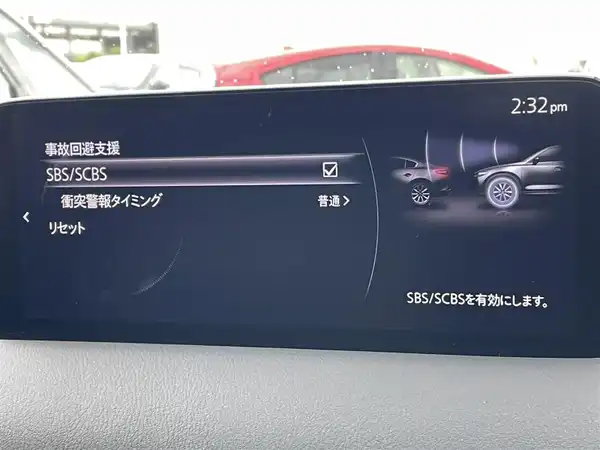 2:32pm
事故回避支援
SBS/SCBS
衝突警報タイミング 普通
リセット
SBS/SCBSを有効にします。